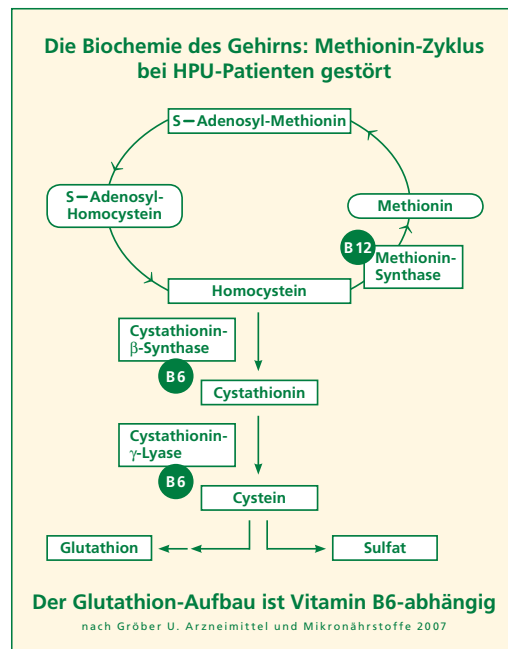 Die Biochemie des Gehirns: Methionin-Zyklus
bei HPU-Patienten gestört
S–Adenosyl-Methionin
S–Adenosyl-
Homocystein
Methionin
B12
Methionin-
Synthase
Homocystein
Cystathionin-
β-Synthase
B6
Cystathionin
Cystathionin-
γ-Lyase
B6
Cystein
Glutathion
Sulfat
Der Glutathion-Aufbau ist Vitamin B6-abhängig
nach Gröber U. Arzneimittel und Mikronährstoffe 2007